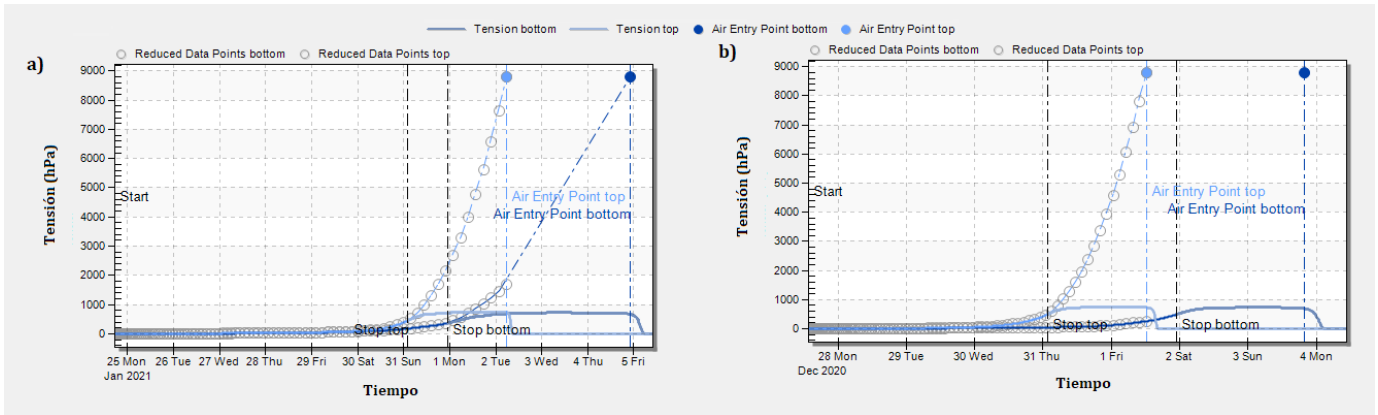 Tension bottom Tension top Air Entry Point bottom Air Entry Point top
a) Reduced Data Points bottom Reduced Data Points top
9000
8000
7000
6000
5000
4000
3000
2000
1000
0
Tensión (hPa)
Start
Air Entry Point top
Air Entry Point bottom
Stop top
Stop bottom
25 Mon 26 Tue 27 Wed 28 Thu 29 Fri 30 Sat 31 Sun 1 Mon 2 Tue 3 Wed 4 Thu 5 Fri
Jan 2021
Tiempo
b) Reduced Data Points bottom Reduced Data Points top
9000
8000
7000
6000
5000
4000
3000
2000
1000
0
Tensión (hPa)
Start
Air Entry Point top
Air Entry Point bottom
Stop top
Stop bottom
28 Mon 29 Tue 30 Wed 31 Thu 1 Fri 2 Sat 3 Sun 4 Mon
Dec 2020
Tiempo